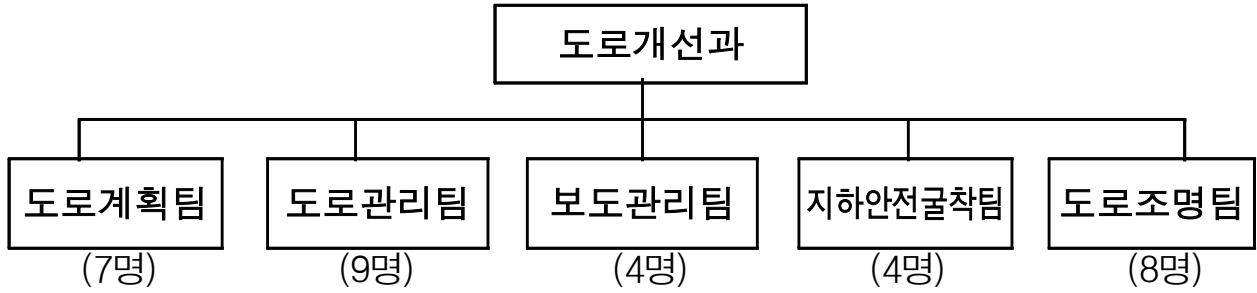 도로개선과
도로계획팀 도로관리팀 보도관리팀 지하안전굴착팀 도로조명팀
(7명) (9명) (4명) (4명) (8명)